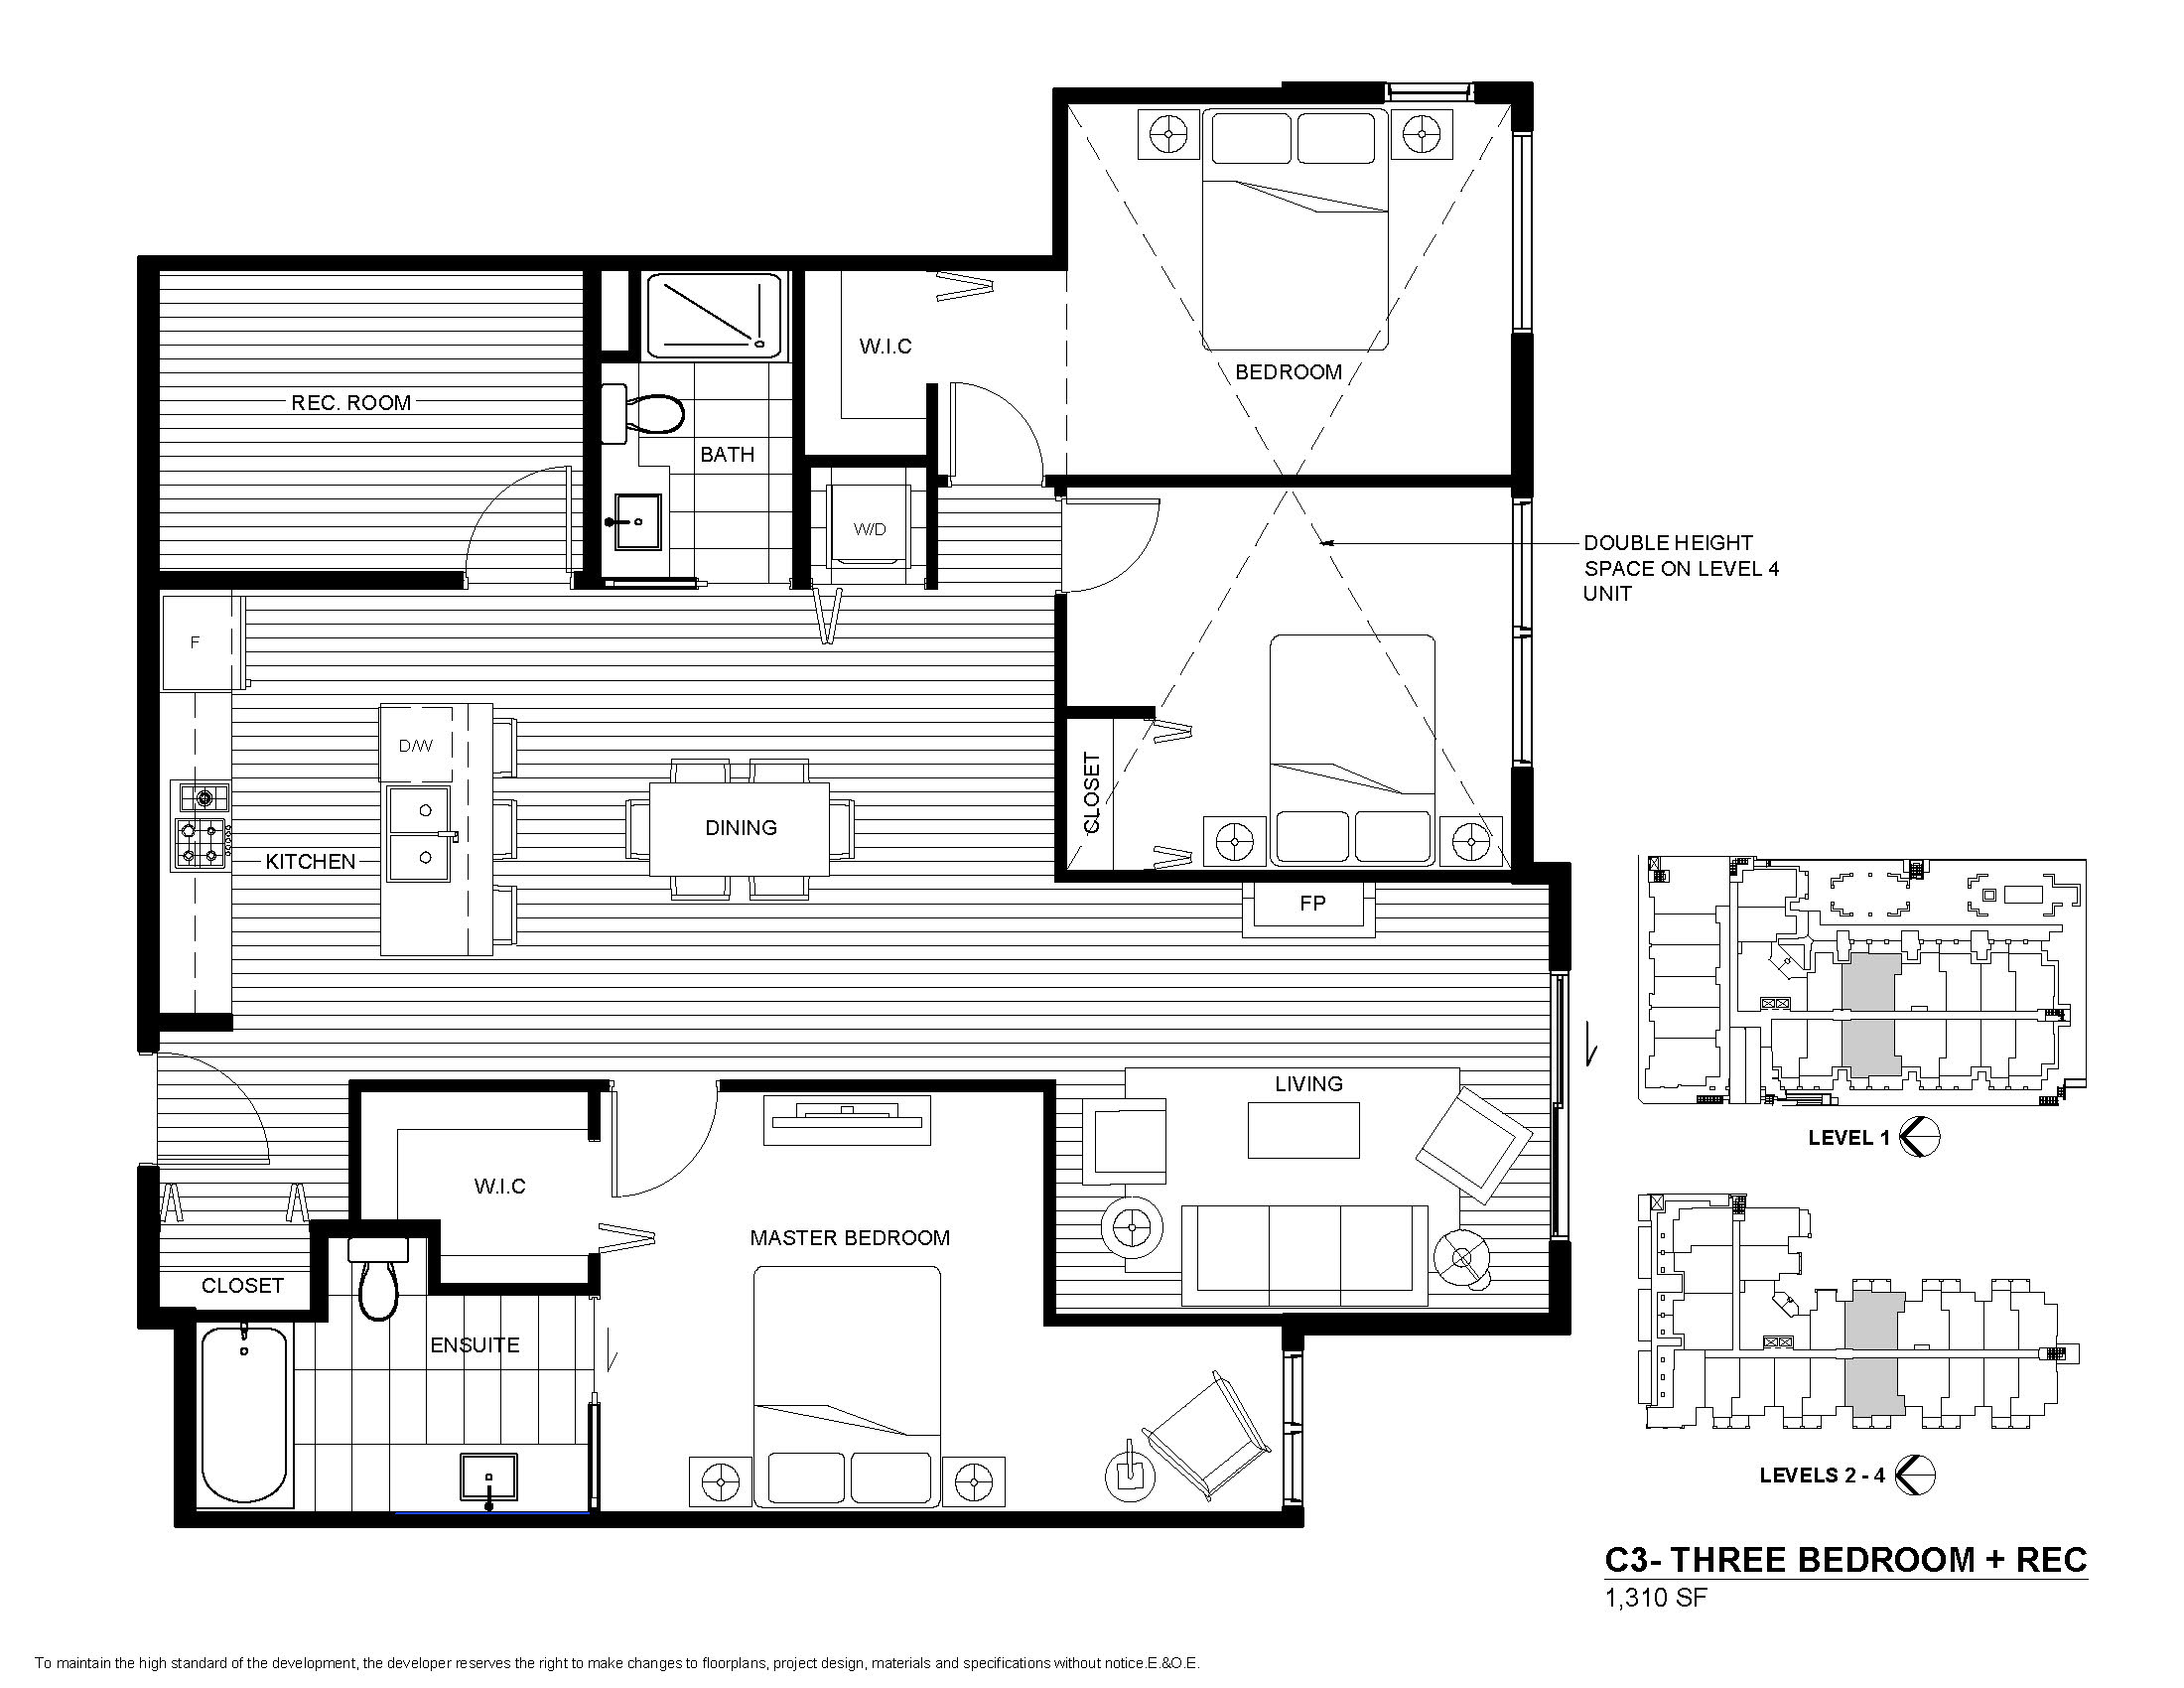 W.I.C
BEDROOM
REC. ROOM
BATH
W/D
DOUBLE HEIGHT
SPACE ON LEVEL 4
UNIT
F
D/W
CLOSET
DINING
KITCHEN
FP
LIVING
W.I.C
MASTER BEDROOM
CLOSET
ENSUITE
LEVEL 1
LEVELS 2 - 4
C3- THREE BEDROOM + REC
1,310 SF
To maintain the high standard of the development, the developer reserves the right to make changes to floorplans, project design, materials and specifications without notice.E.&O.E.